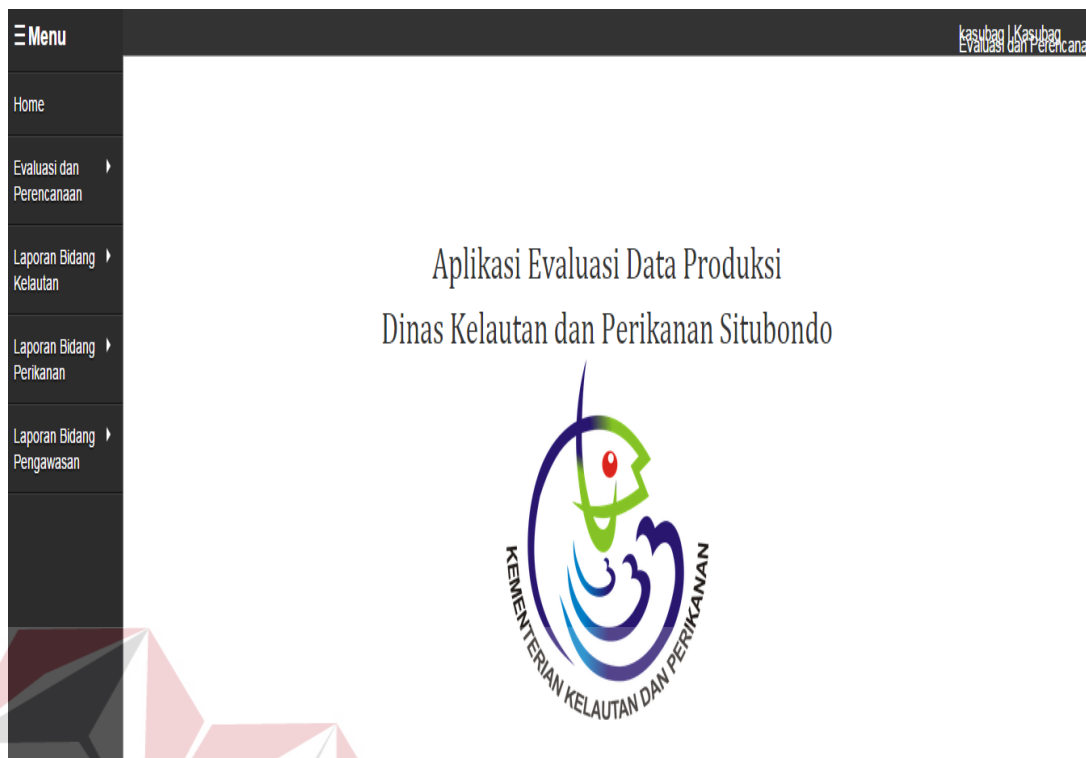 ☰Menu
kasubag | Kasubag
Evaluasi dan Perencana
Home
Evaluasi dan
Perencanaan
Laporan Bidang
Kelautan
Laporan Bidang
Perikanan
Laporan Bidang
Pengawasan
Aplikasi Evaluasi Data Produksi
Dinas Kelautan dan Perikanan Situbondo
KEMENTERIAN KELAUTAN DAN PERIKANAN